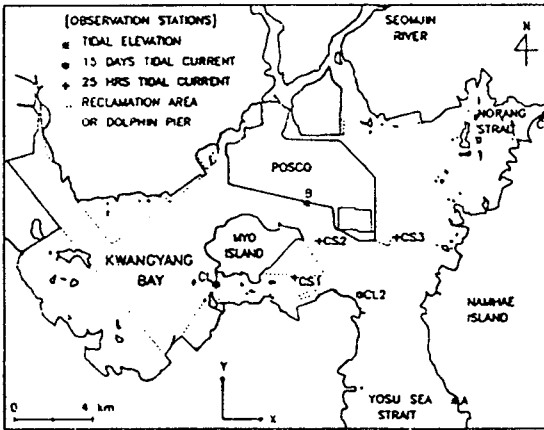 [OBSERVATION STATIONS]
TIDAL ELEVATION
15 DAYS TIDAL CURRENT
+ 25 HRS TIDAL CURRENT
RECLAMATION AREA
OR DOLPHIN PIER
SEOMJIN
RIVER
N
NORANG
STRAIT
POSCO
B
MYO
ISLAND
+CS2
+CS3
KWANGYANG
BAY
CL1
+CS1
CL2
NAMHAE
ISLAND
Y
X
0 4 km
YOSU SEA
STRAIT
A